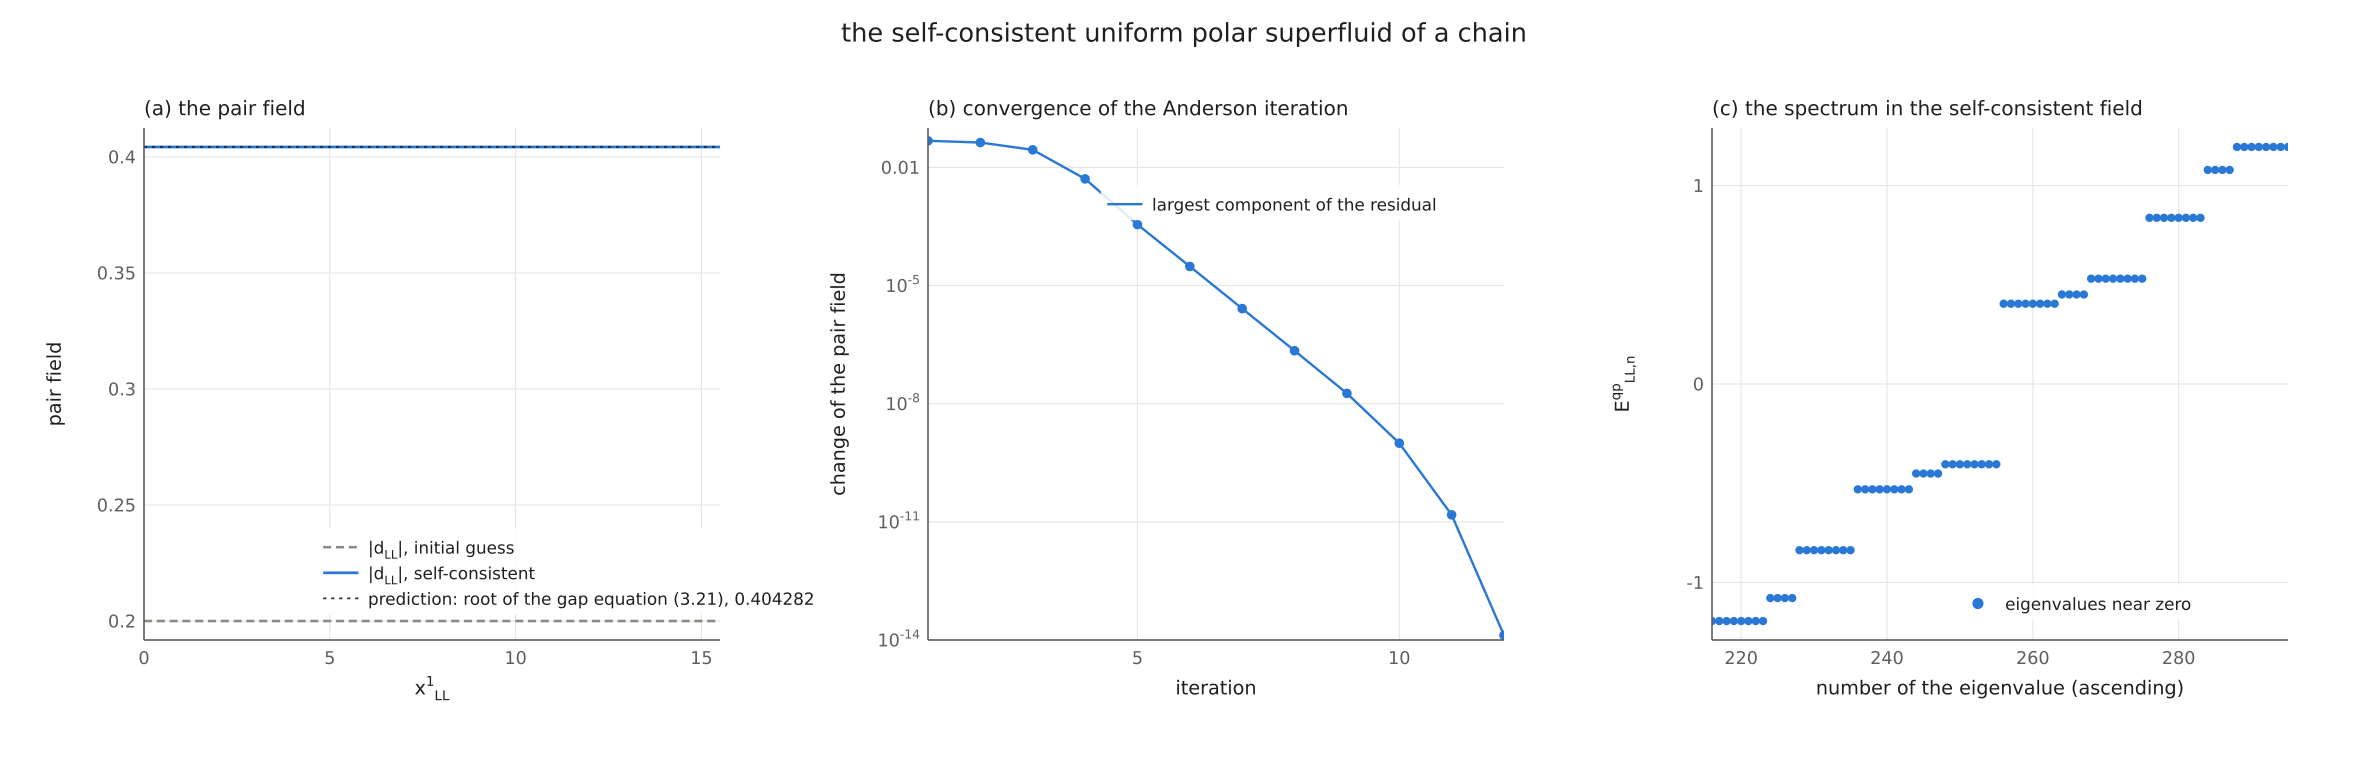 the self-consistent uniform polar superfluid of a chain
(a) the pair field
0.4
0.35
0.3
0.25
0.2
pair field
|d_LL|, initial guess
|d_LL|, self-consistent
prediction: root of the gap equation (3.21), 0.404282
0
5
10
15
x^1_LL
(b) convergence of the Anderson iteration
0.01
10^-5
10^-8
10^-11
10^-14
change of the pair field
largest component of the residual
5
10
iteration
(c) the spectrum in the self-consistent field
1
0
-1
E^qp_LL,n
eigenvalues near zero
220
240
260
280
number of the eigenvalue (ascending)